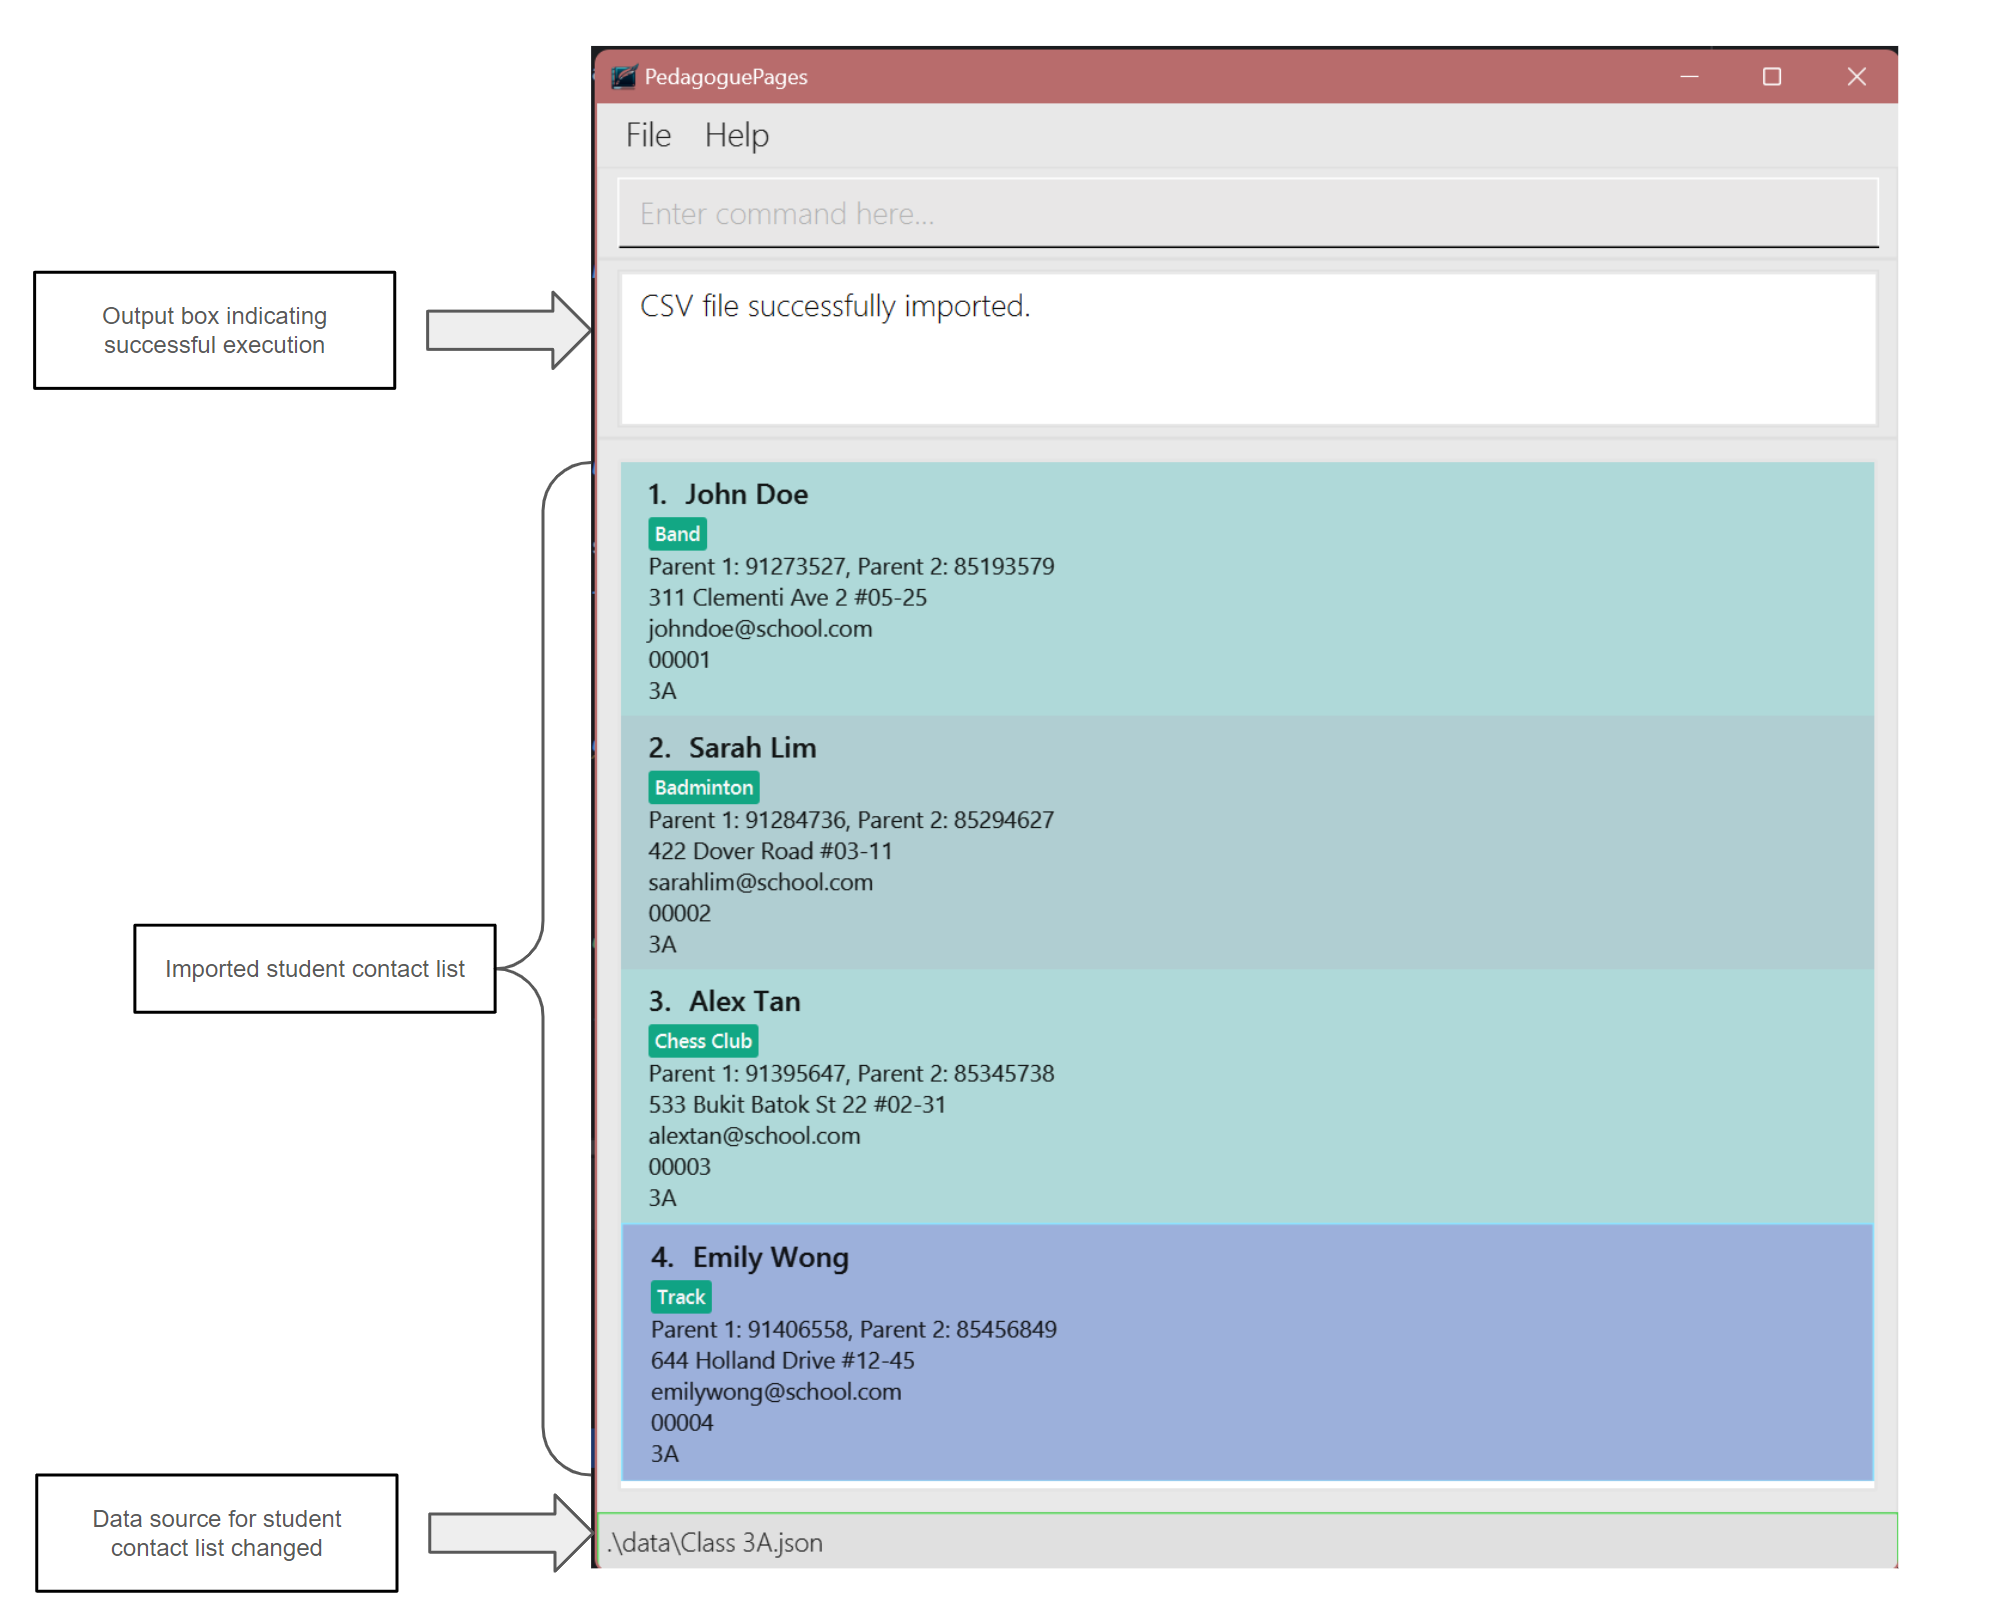 PedagoguePages
File Help
Enter command here...
Output box indicating
successful execution
CSV file successfully imported.
1. John Doe
Band
Parent 1: 91273527, Parent 2: 85193579
311 Clementi Ave 2 #05-25
johndoe@school.com
00001
3A
2. Sarah Lim
Badminton
Parent 1: 91284736, Parent 2: 85294627
422 Dover Road #03-11
sarahlim@school.com
00002
3A
Imported student contact list
3. Alex Tan
Chess Club
Parent 1: 91395647, Parent 2: 85345738
533 Bukit Batok St 22 #02-31
alextan@school.com
00003
3A
4. Emily Wong
Track
Parent 1: 91406558, Parent 2: 85456849
644 Holland Drive #12-45
emilywong@school.com
00004
3A
Data source for student
contact list changed
.\data\Class 3A.json